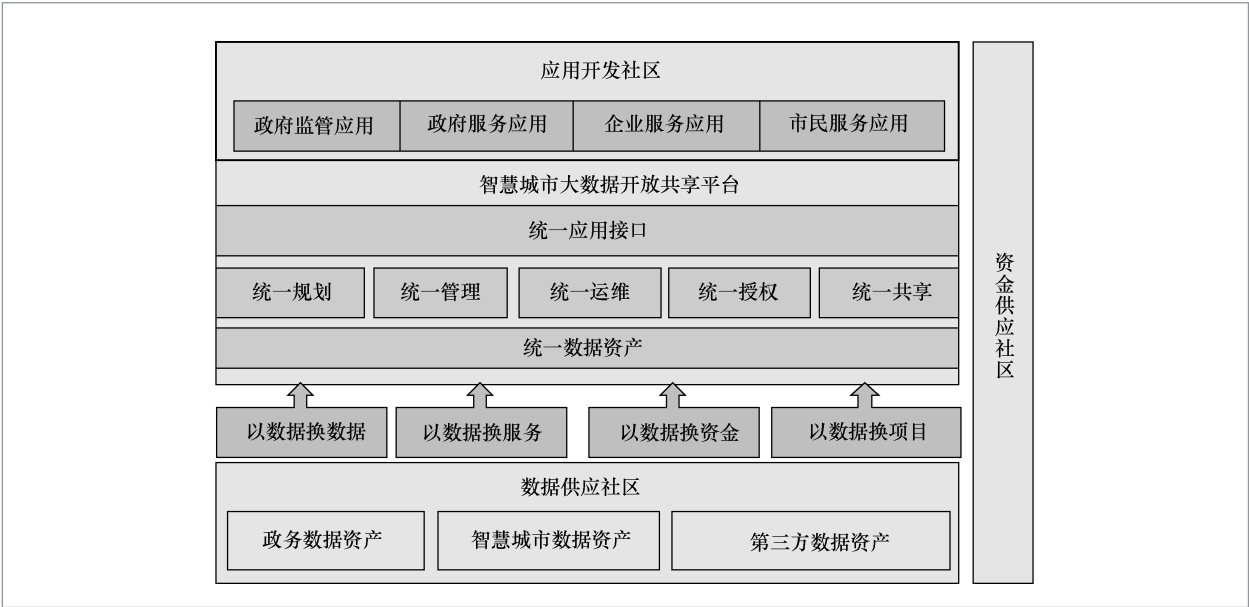 应用开发社区
政府监管应用
政府服务应用
企业服务应用
市民服务应用
智慧城市大数据开放共享平台
统一应用接口
统一规划
统一管理
统一运维
统一授权
统一共享
统一数据资产
以数据换数据
以数据换服务
以数据换资金
以数据换项目
数据供应社区
政务数据资产
智慧城市数据资产
第三方数据资产
资金供应社区